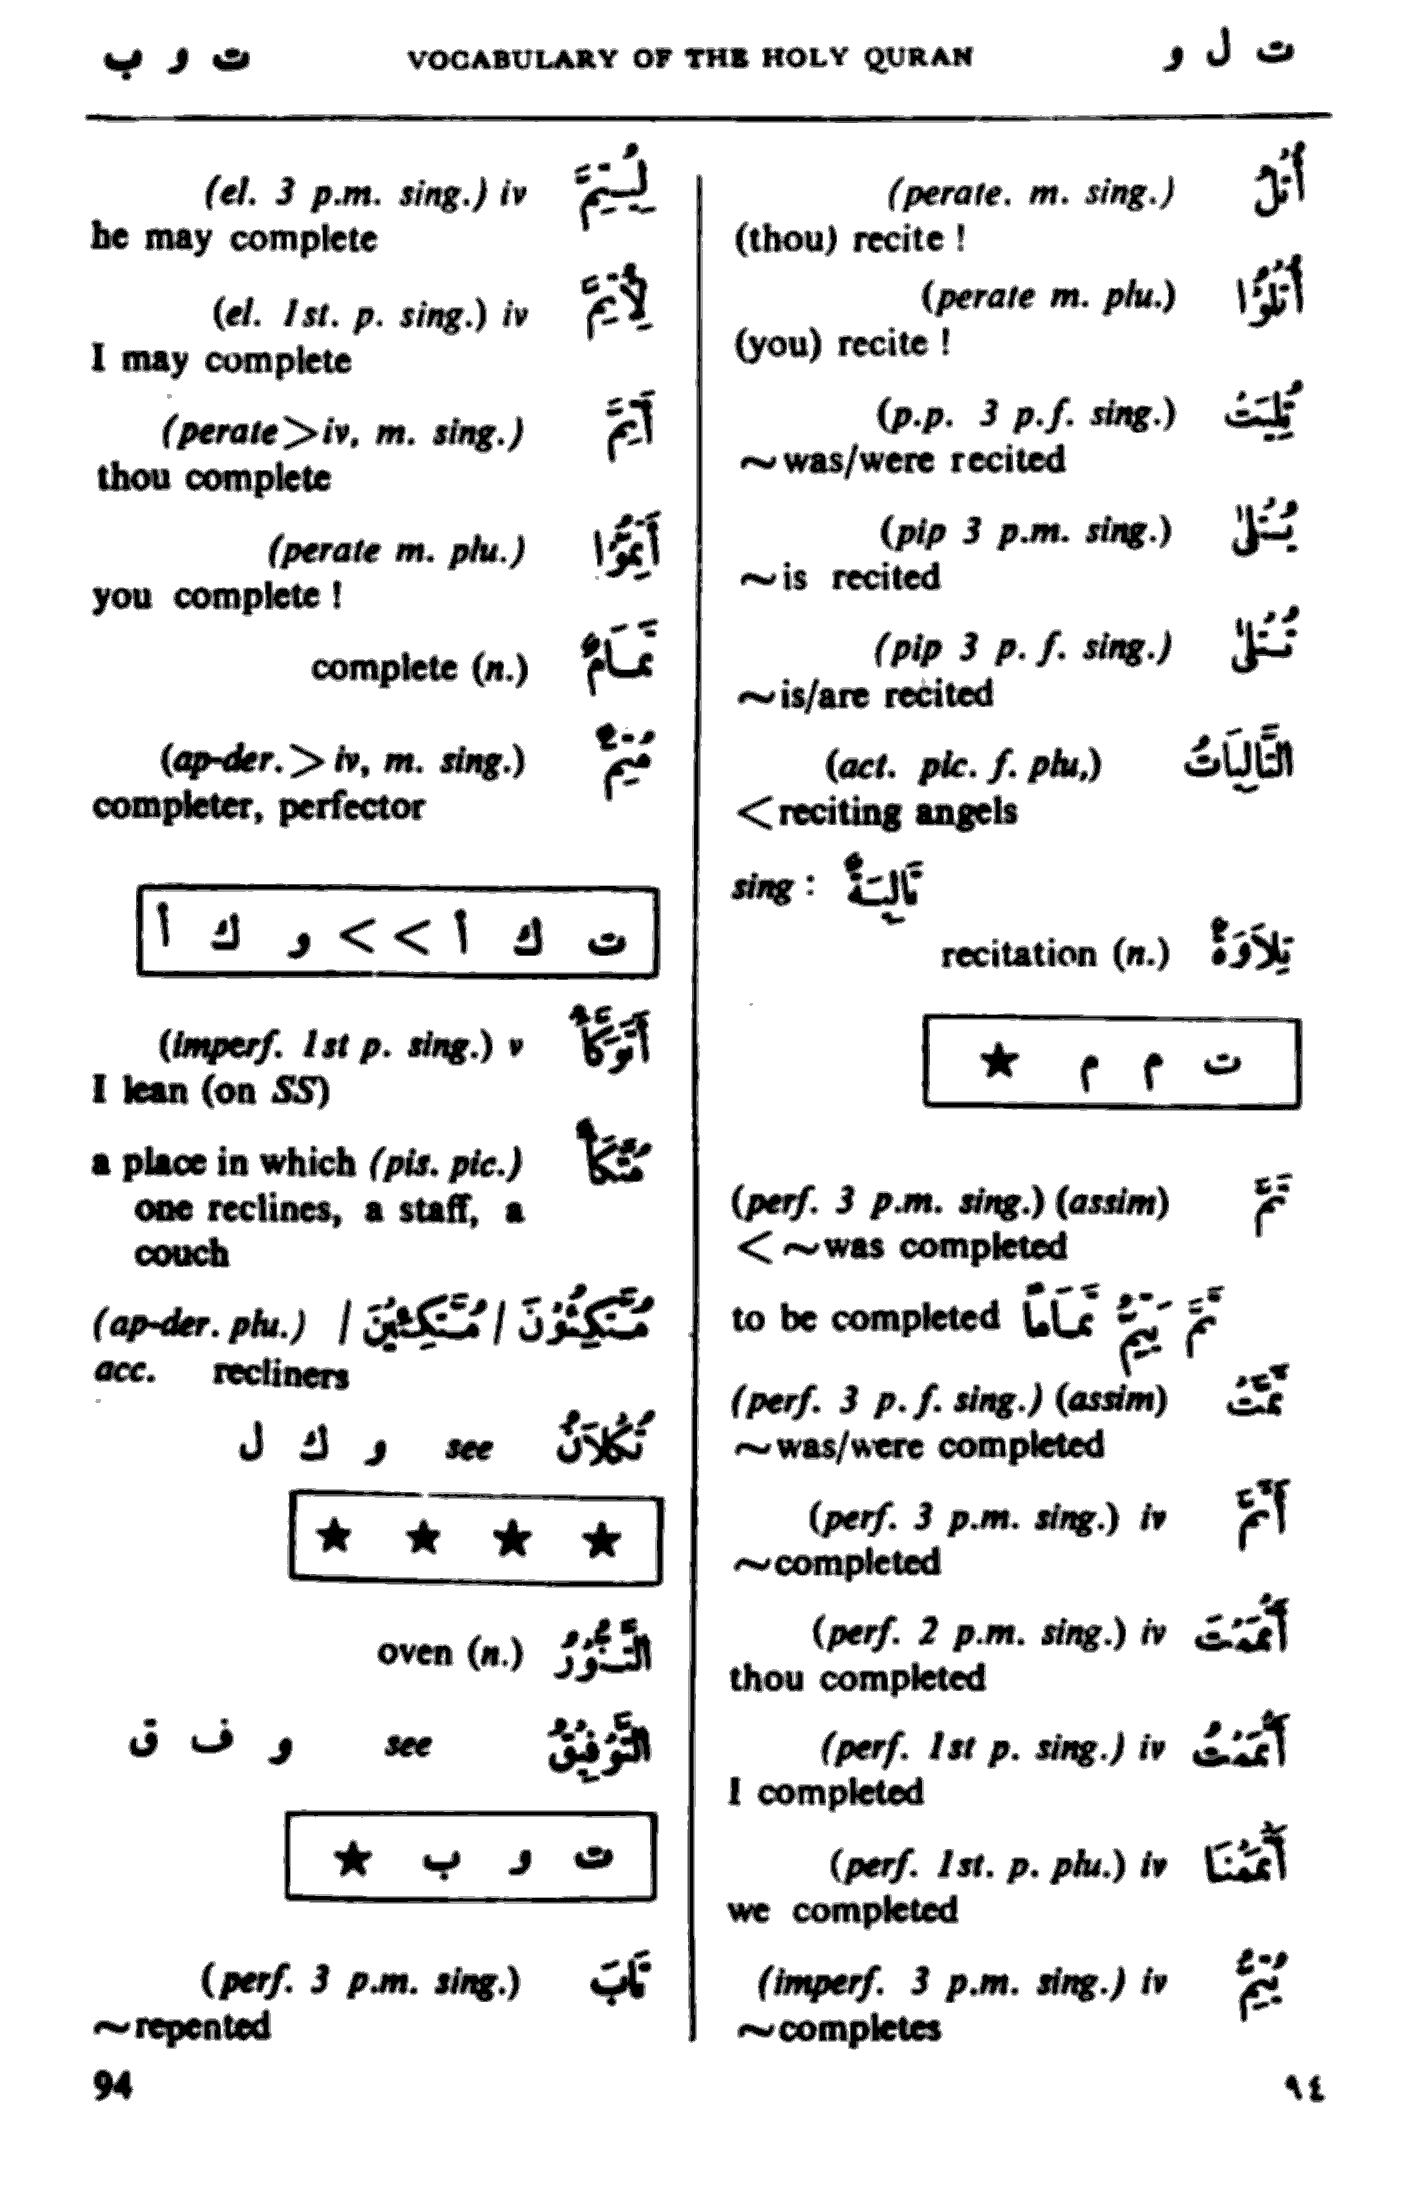 ت ل و VOCABULARY OF THE HOLY QURAN ت و ب
أُتْلُ (perate. m. sing.)
(thou) recite !
أُتْلُوْا (perate m. plu.)
(you) recite !
تُلِيَتْ (p.p. 3 p.f. sing.)
~was/were recited
يُتْلَىٰ (pip 3 p.m. sing.)
~is recited
تُتْلَىٰ (pip 3 p. f. sing.)
~is/are recited
التَّالِيَاتُ (act. pic. f. plu,)
<reciting angels
sing : تَالِيَةٌ
تِلَاوَةٌ recitation (n.)
ت م م ★
تَمَّ (perf. 3 p.m. sing.) (assim)
< ~was completed
تَمَّ يَتِمُّ تَمَامًا to be completed
تَمَّتْ (perf. 3 p. f. sing.) (assim)
~was/were completed
أَتَمَّ (perf. 3 p.m. sing.) iv
~completed
أَتْمَمْتَ (perf. 2 p.m. sing.) iv
thou completed
أَتْمَمْتُ (perf. 1st p. sing.) iv
I completed
أَتْمَمْنَا (perf. 1st. p. plu.) iv
we completed
يُتِمُّ (imperf. 3 p.m. sing.) iv
~completes
لِيُتِمَّ (el. 3 p.m. sing.) iv
he may complete
لِأُتِمَّ (el. 1st. p. sing.) iv
I may complete
أَتِمَّ (perate>iv, m. sing.)
thou complete
أَتِمُّوْا (perate m. plu.)
you complete !
تَمَامٌ complete (n.)
مُتِمٌّ (ap-der.> iv, m. sing.)
completer, perfector
ت ك أ >> و ك أ
أَتَوَكَّأُ (imperf. 1st p. sing.) v
I lean (on SS)
مُتَّكَأً a place in which (pis. pic.)
one reclines, a staff, a
couch
مُتَّكِئُوْنَ / مُتَّكِئِيْنَ / (ap-der. plu.)
acc. recliners
تُكْلَانُ see و ك ل
★ ★ ★ ★
التَّنُّوْرُ oven (n.)
التَّوْفِيْقُ see و ف ق
ت و ب ★
تَابَ (perf. 3 p.m. sing.)
~repented
94 ٩٤